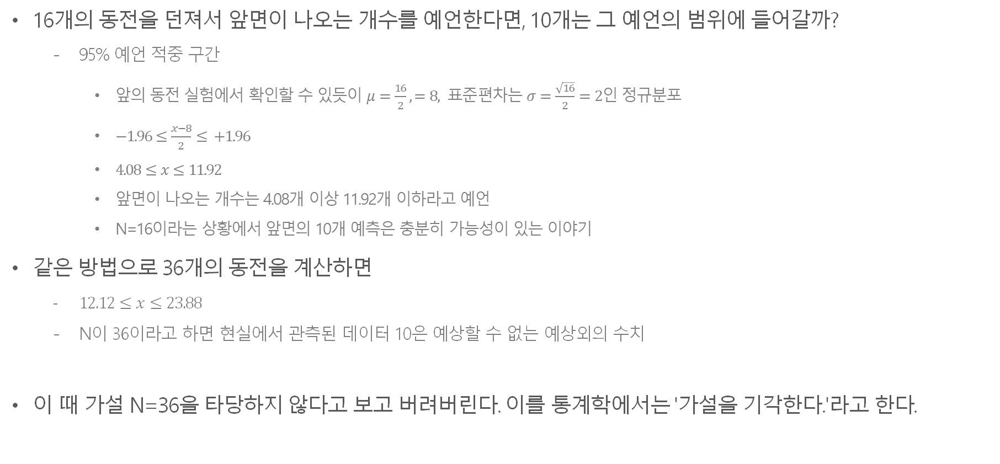 • 16개의 동전을 던져서 앞면이 나오는 개수를 예언한다면, 10개는 그 예언의 범위에 들어갈까?
- 95% 예언 적중 구간
• 앞의 동전 실험에서 확인할 수 있듯이 𝜇 = 16/2 , = 8, 표준편차는 𝜎 = √16/2 = 2인 정규분포
• −1.96 ≤ (𝑥−8)/2 ≤ +1.96
• 4.08 ≤ 𝑥 ≤ 11.92
• 앞면이 나오는 개수는 4.08개 이상 11.92개 이하라고 예언
• N=16이라는 상황에서 앞면의 10개 예측은 충분히 가능성이 있는 이야기
• 같은 방법으로 36개의 동전을 계산하면
- 12.12 ≤ 𝑥 ≤ 23.88
- N이 36이라고 하면 현실에서 관측된 데이터 10은 예상할 수 없는 예상외의 수치
• 이 때 가설 N=36을 타당하지 않다고 보고 버려버린다. 이를 통계학에서는 '가설을 기각한다.'라고 한다.